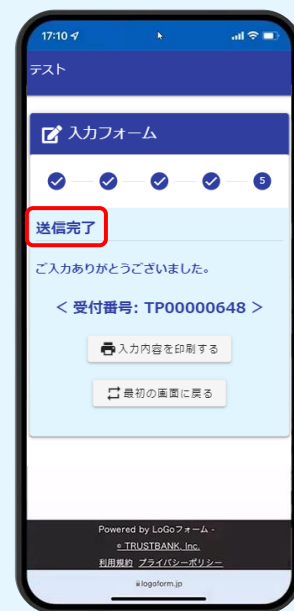 17:10
テスト
入力フォーム
5
送信完了
ご入力ありがとうございました。
< 受付番号: TP00000648 >
入力内容を印刷する
最初の画面に戻る
Powered by LoGoフォーム -
© TRUSTBANK, Inc.
利用規約 プライバシーポリシー
logoform.jp